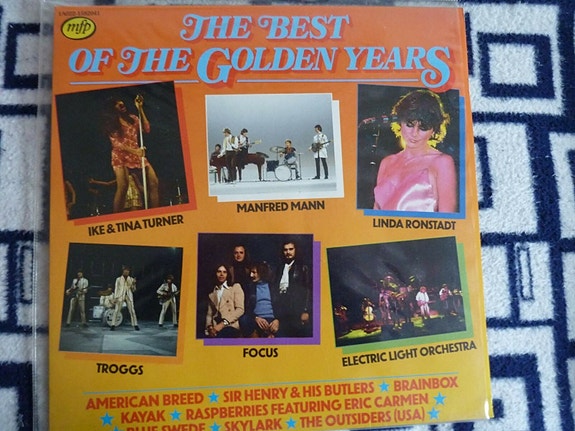 mfp
THE BEST
OF THE GOLDEN YEARS
IKE & TINA TURNER
MANFRED MANN
LINDA RONSTADT
TROGGS
FOCUS
ELECTRIC LIGHT ORCHESTRA
AMERICAN BREED ★ SIR HENRY & HIS BUTLERS ★ BRAINBOX
★ KAYAK ★ RASPBERRIES FEATURING ERIC CARMEN ★
★ BLUE SWEDE ★ SKYLARK ★ THE OUTSIDERS (USA) ★